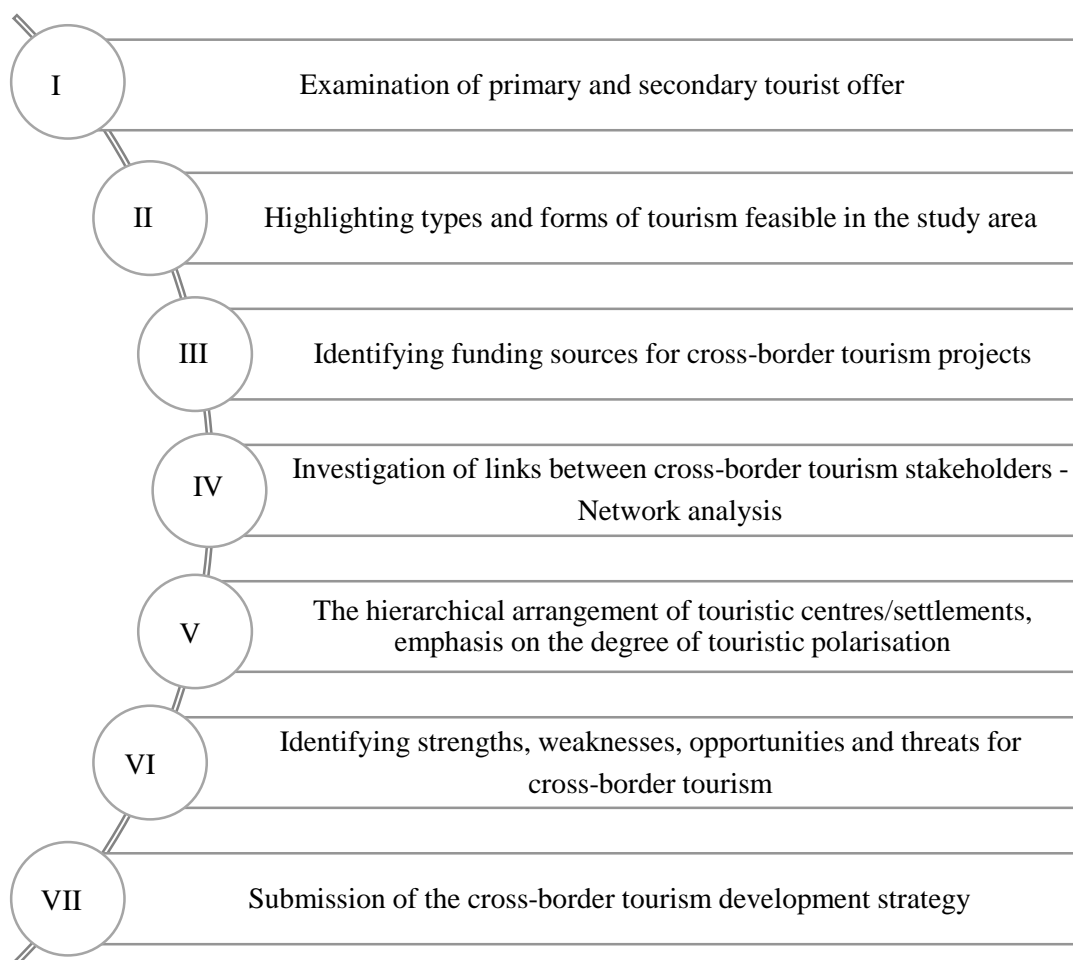 I
Examination of primary and secondary tourist offer
II
Highlighting types and forms of tourism feasible in the study area
III
Identifying funding sources for cross-border tourism projects
IV
Investigation of links between cross-border tourism stakeholders -
Network analysis
V
The hierarchical arrangement of touristic centres/settlements,
emphasis on the degree of touristic polarisation
VI
Identifying strengths, weaknesses, opportunities and threats for
cross-border tourism
VII
Submission of the cross-border tourism development strategy